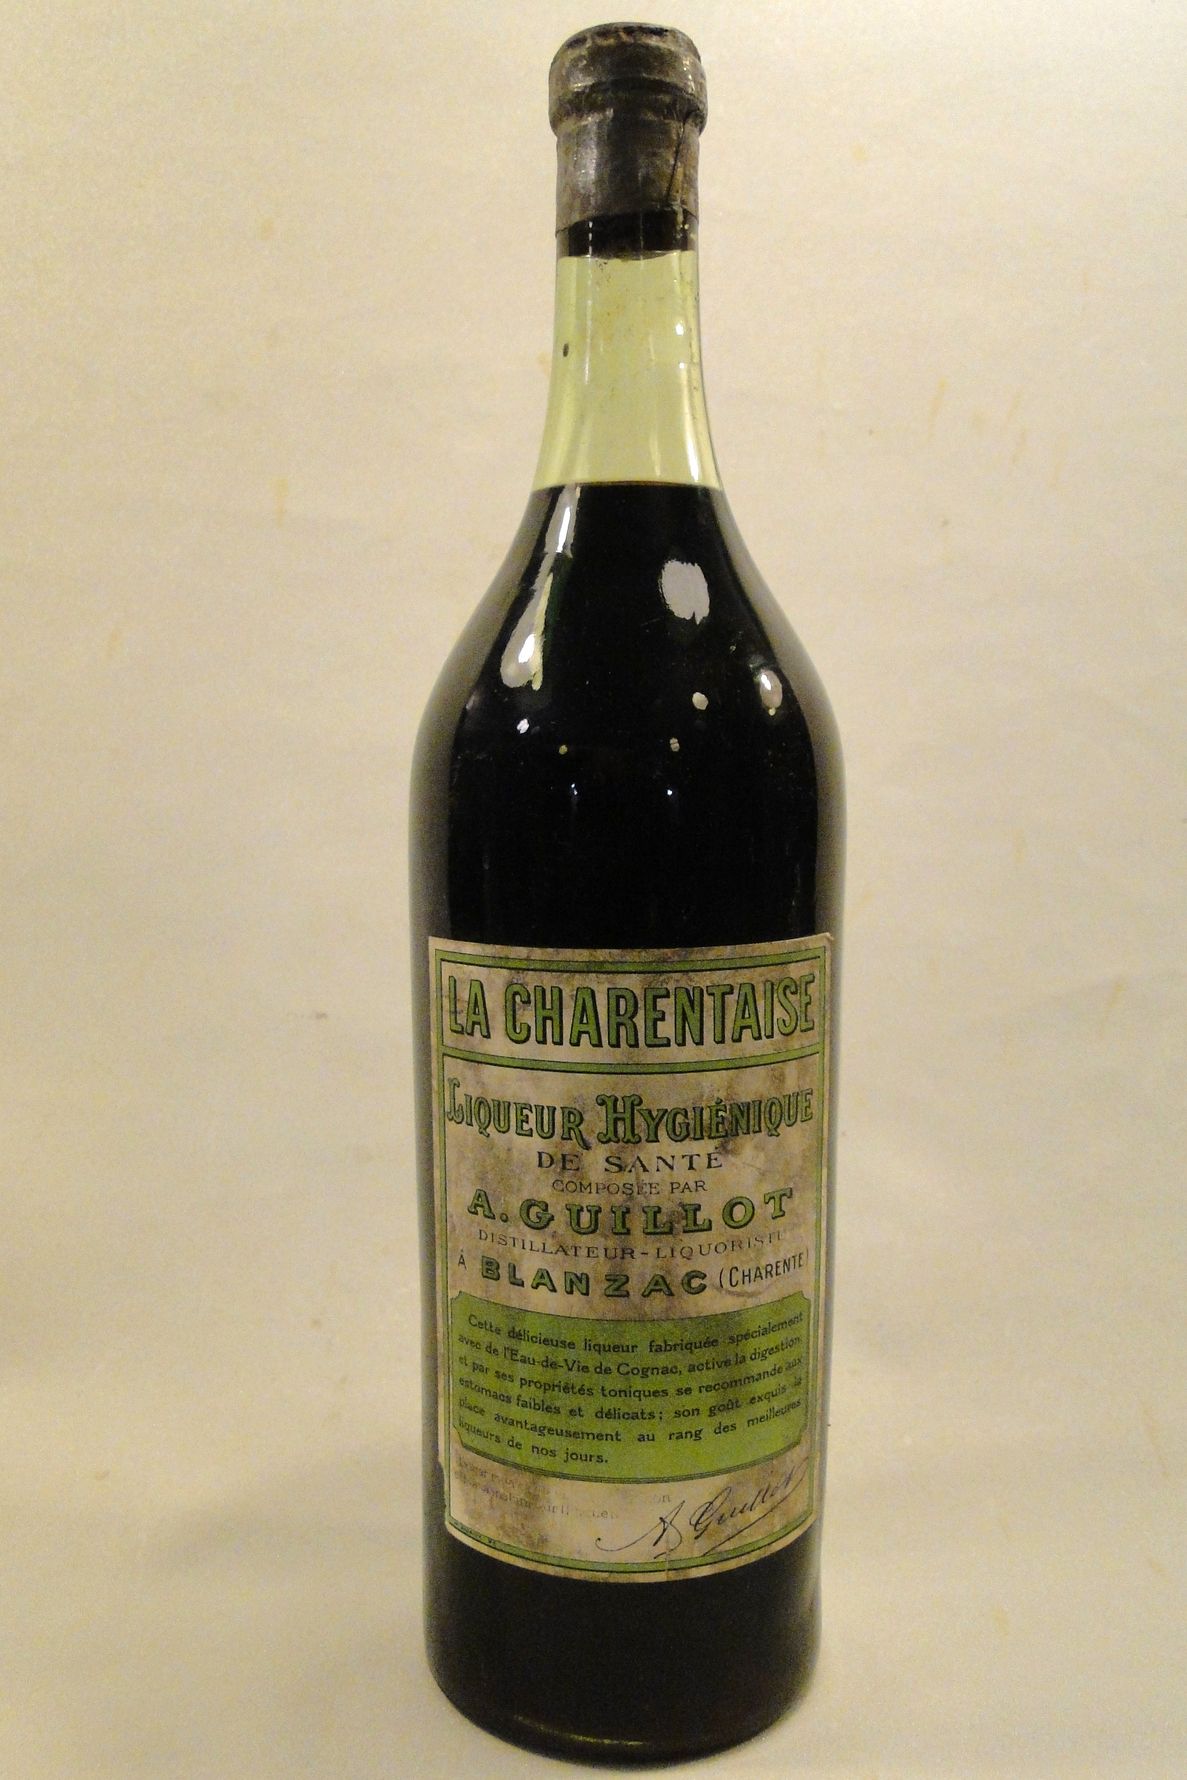 LA CHARENTAISE
LIQUEUR HYGIÉNIQUE
DE SANTÉ
COMPOSÉE PAR
A. GUILLOT
DISTILLATEUR-LIQUORISTE
À BLANZAC (CHARENTE)
Cette délicieuse liqueur fabriquée spécialement
avec de l'Eau-de-Vie de Cognac, active la digestion
et par ses propriétés toniques se recommande aux
estomacs faibles et délicats; son goût exquis la
place avantageusement au rang des meilleures
liqueurs de nos jours.
A Guillot